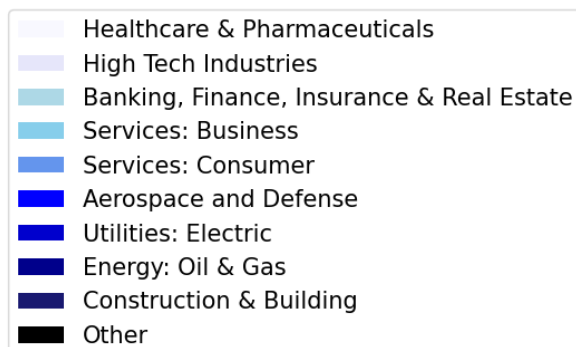 Healthcare & Pharmaceuticals
High Tech Industries
Banking, Finance, Insurance & Real Estate
Services: Business
Services: Consumer
Aerospace and Defense
Utilities: Electric
Energy: Oil & Gas
Construction & Building
Other